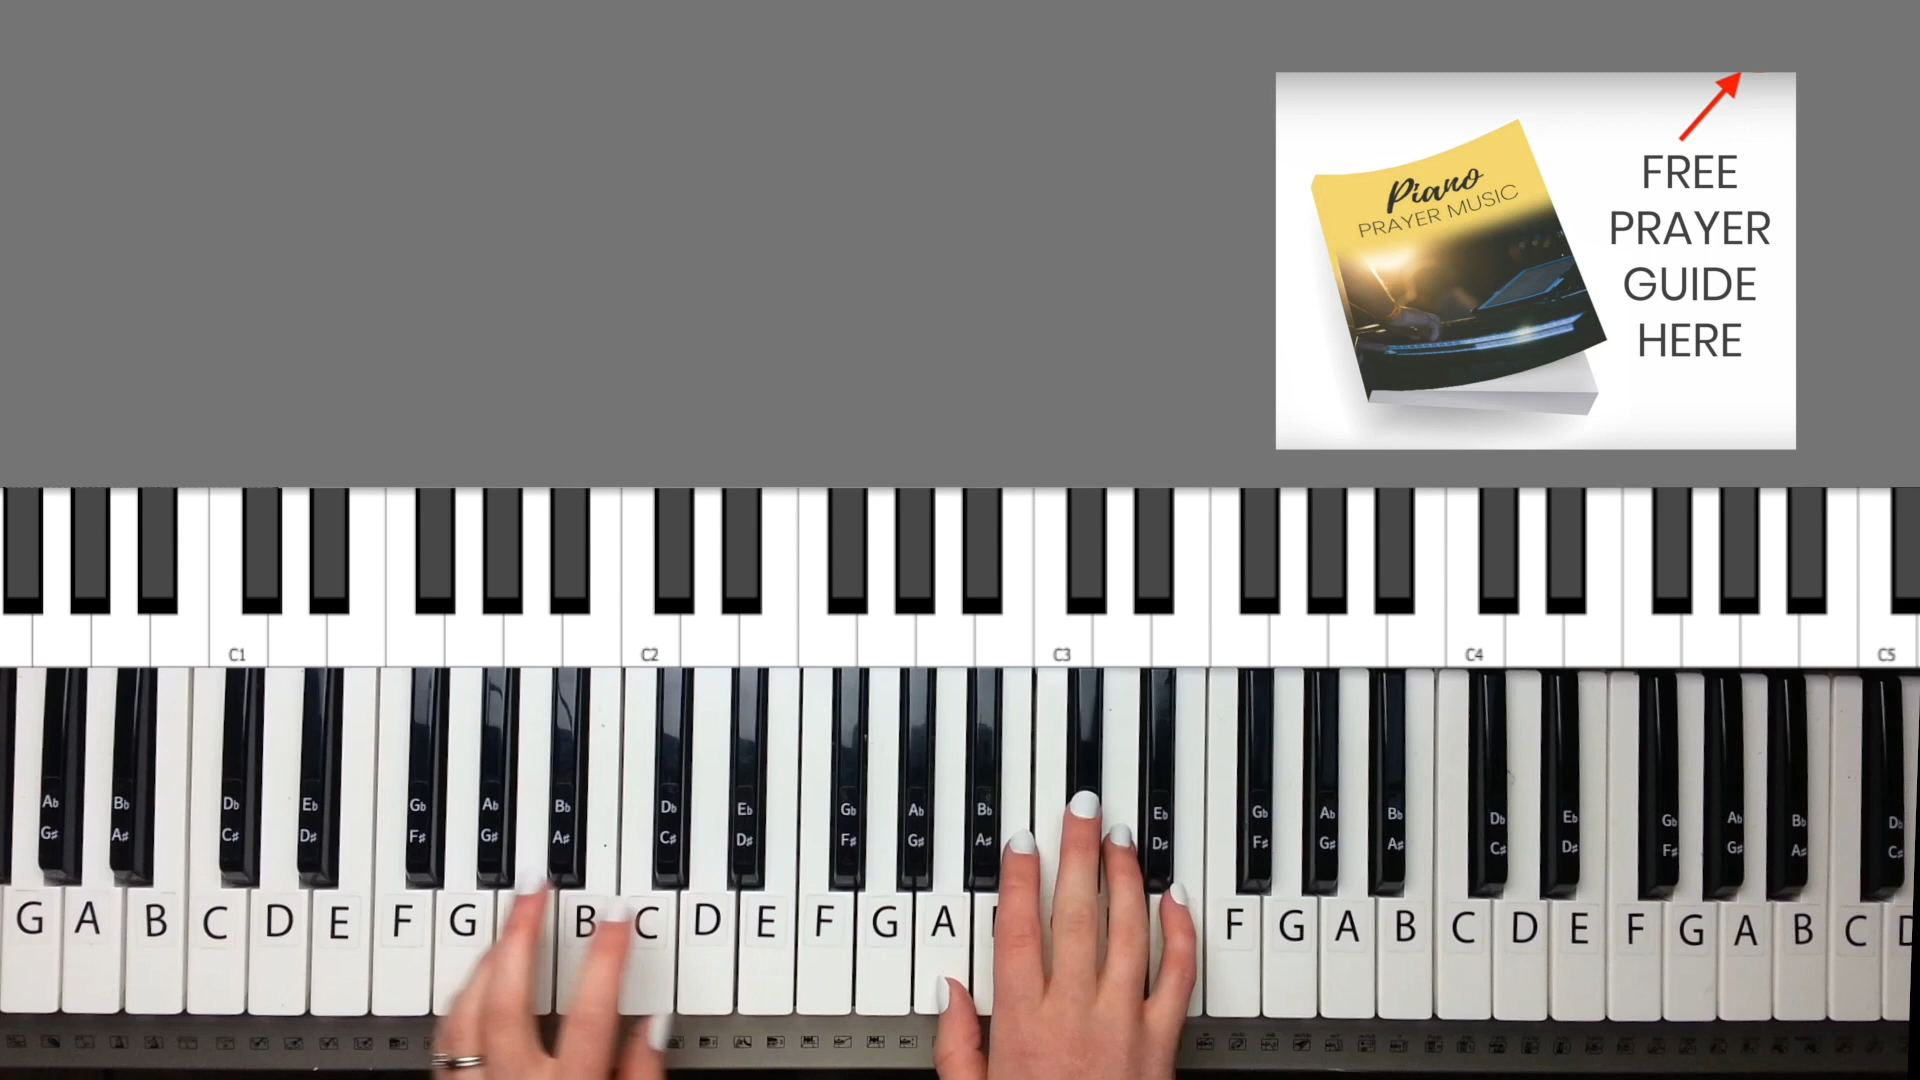 Piano
PRAYER MUSIC
FREE
PRAYER
GUIDE
HERE
C1 C2 C3 C4 C5
Ab Bb Db Eb Gb Ab Bb Db Eb Gb Ab Bb Eb Gb Ab Bb Db Eb Gb Ab Bb Db
G# A# C# D# F# G# A# C# D# F# G# A# D# F# G# A# C# D# F# G# A# C#
G A B C D E F G B C D E F G A F G A B C D E F G A B C D